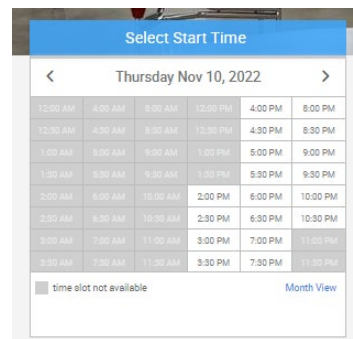 Select Start Time
< Thursday Nov 10, 2022 >
12:00 AM 4:00 AM 8:00 AM 12:00 PM 4:00 PM 8:00 PM
12:30 AM 4:30 AM 8:30 AM 12:30 PM 4:30 PM 8:30 PM
1:00 AM 5:00 AM 9:00 AM 1:00 PM 5:00 PM 9:00 PM
1:30 AM 5:30 AM 9:30 AM 1:30 PM 5:30 PM 9:30 PM
2:00 AM 6:00 AM 10:00 AM 2:00 PM 6:00 PM 10:00 PM
2:30 AM 6:30 AM 10:30 AM 2:30 PM 6:30 PM 10:30 PM
3:00 AM 7:00 AM 11:00 AM 3:00 PM 7:00 PM 11:00 PM
3:30 AM 7:30 AM 11:30 AM 3:30 PM 7:30 PM 11:30 PM
time slot not available Month View